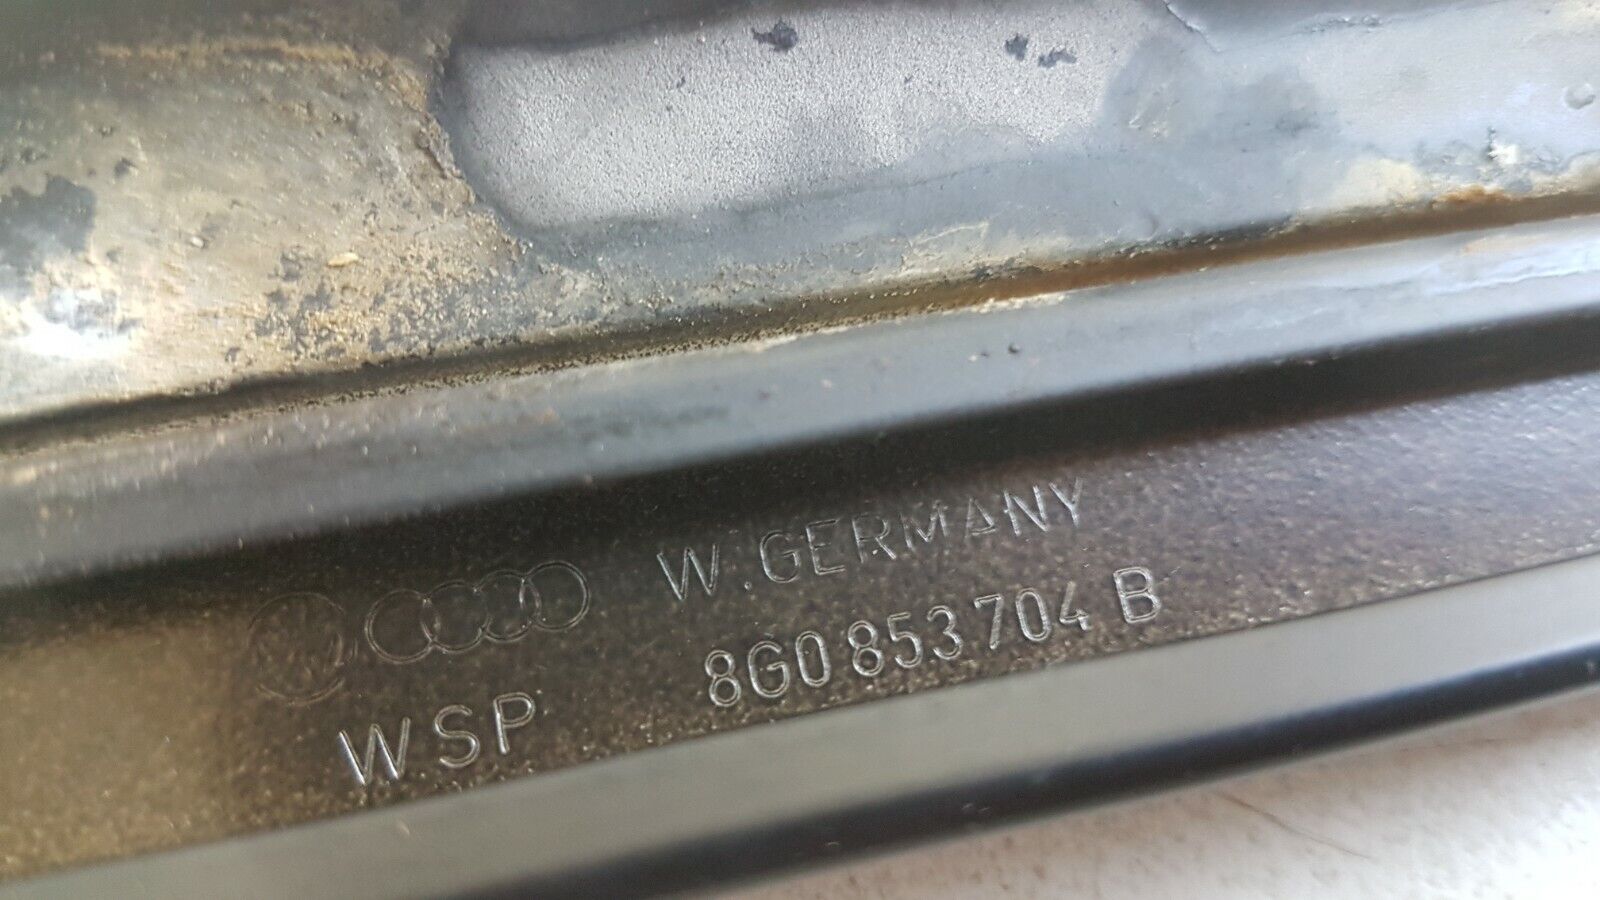 W. GERMANY
8G0 853 704 B
WSP